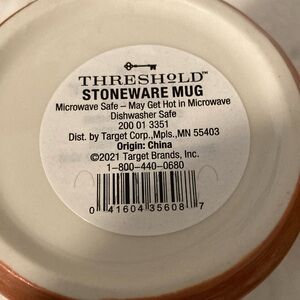 THRESHOLD™
STONEWARE MUG
Microwave Safe – May Get Hot in Microwave
Dishwasher Safe
200 01 3351
Dist. by Target Corp.,Mpls,MN 55403
Origin: China
©2021 Target Brands, Inc.
1-800-440-0680
0 41604 35608 7